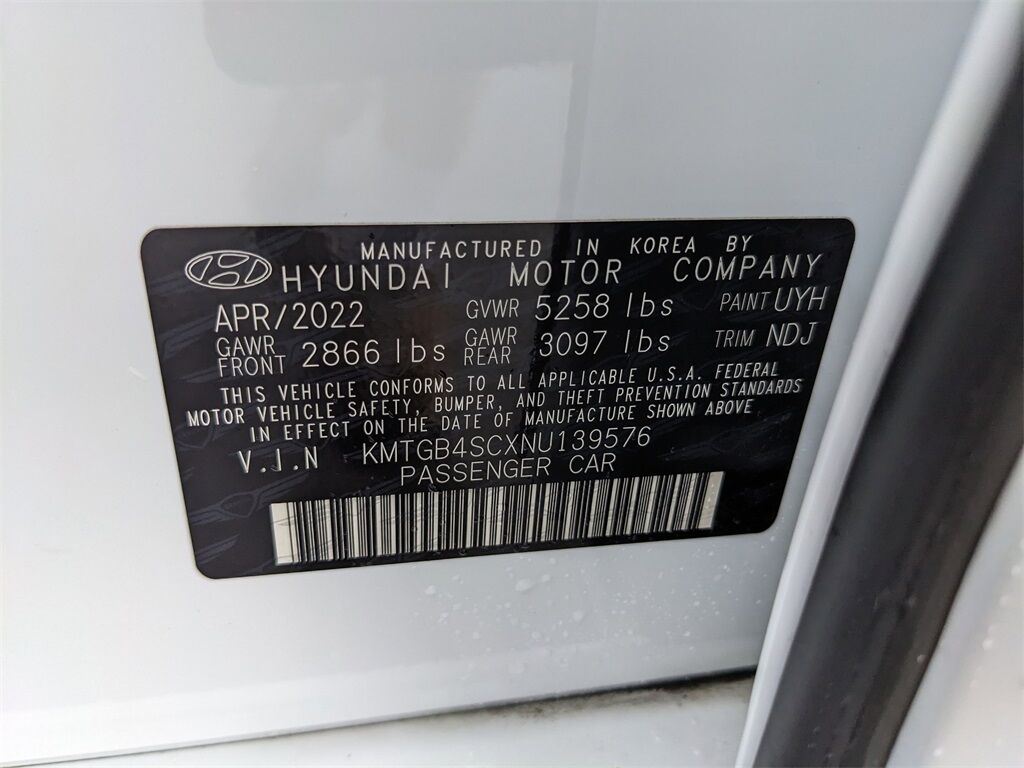 MANUFACTURED IN KOREA BY
HYUNDAI MOTOR COMPANY
APR/2022 GVWR 5258 lbs PAINT UYH
GAWR FRONT 2866 lbs GAWR REAR 3097 lbs TRIM NDJ
THIS VEHICLE CONFORMS TO ALL APPLICABLE U.S.A. FEDERAL
MOTOR VEHICLE SAFETY, BUMPER, AND THEFT PREVENTION STANDARDS
IN EFFECT ON THE DATE OF MANUFACTURE SHOWN ABOVE
V.I.N KMTGB4SCXNU139576
PASSENGER CAR